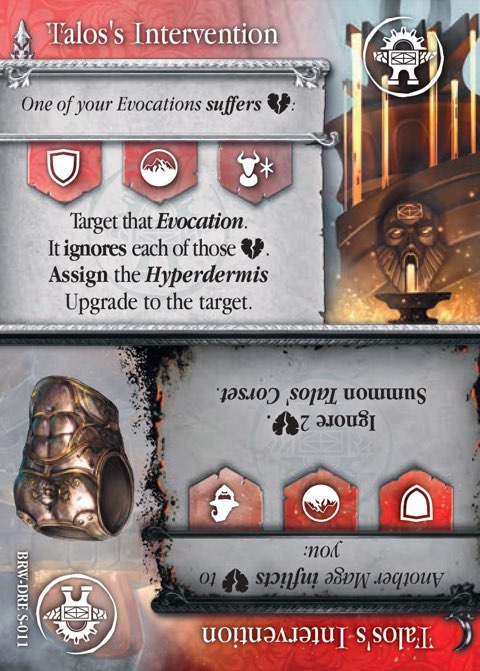 Talos's Intervention
One of your Evocations suffers :
Target that Evocation.
It ignores each of those .
Assign the Hyperdermis
Upgrade to the target.
Talos's Intervention
Another Mage inflicts to
you:
Ignore 2 .
Summon Talos' Corset.
BRW-DRE S-011